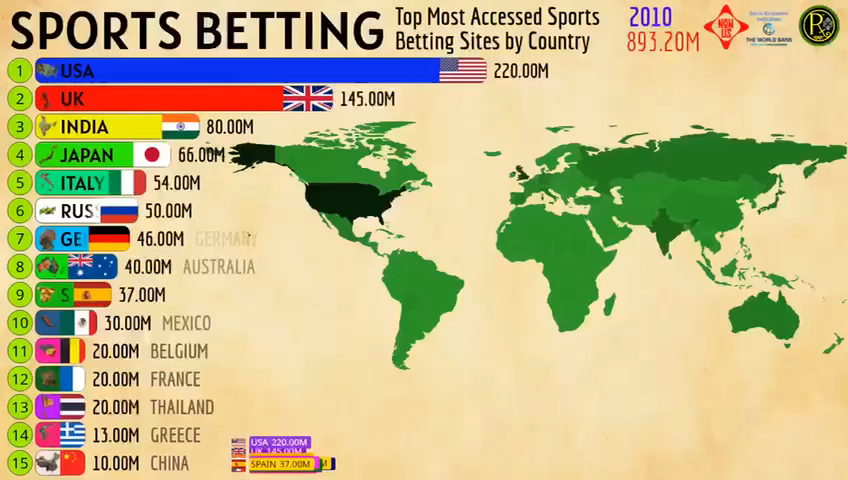 SPORTS BETTING
Top Most Accessed Sports
Betting Sites by Country
2010
893.20M
THE WORLD BANK
1 USA 220.00M
2 UK 145.00M
3 INDIA 80.00M
4 JAPAN 66.00M
5 ITALY 54.00M
6 RUS 50.00M
7 GE 46.00M GERMANY
8 40.00M AUSTRALIA
9 S 37.00M
10 30.00M MEXICO
11 20.00M BELGIUM
12 20.00M FRANCE
13 20.00M THAILAND
14 13.00M GREECE
15 10.00M CHINA
USA 220.00M
UK 145.00M
SPAIN 37.00M